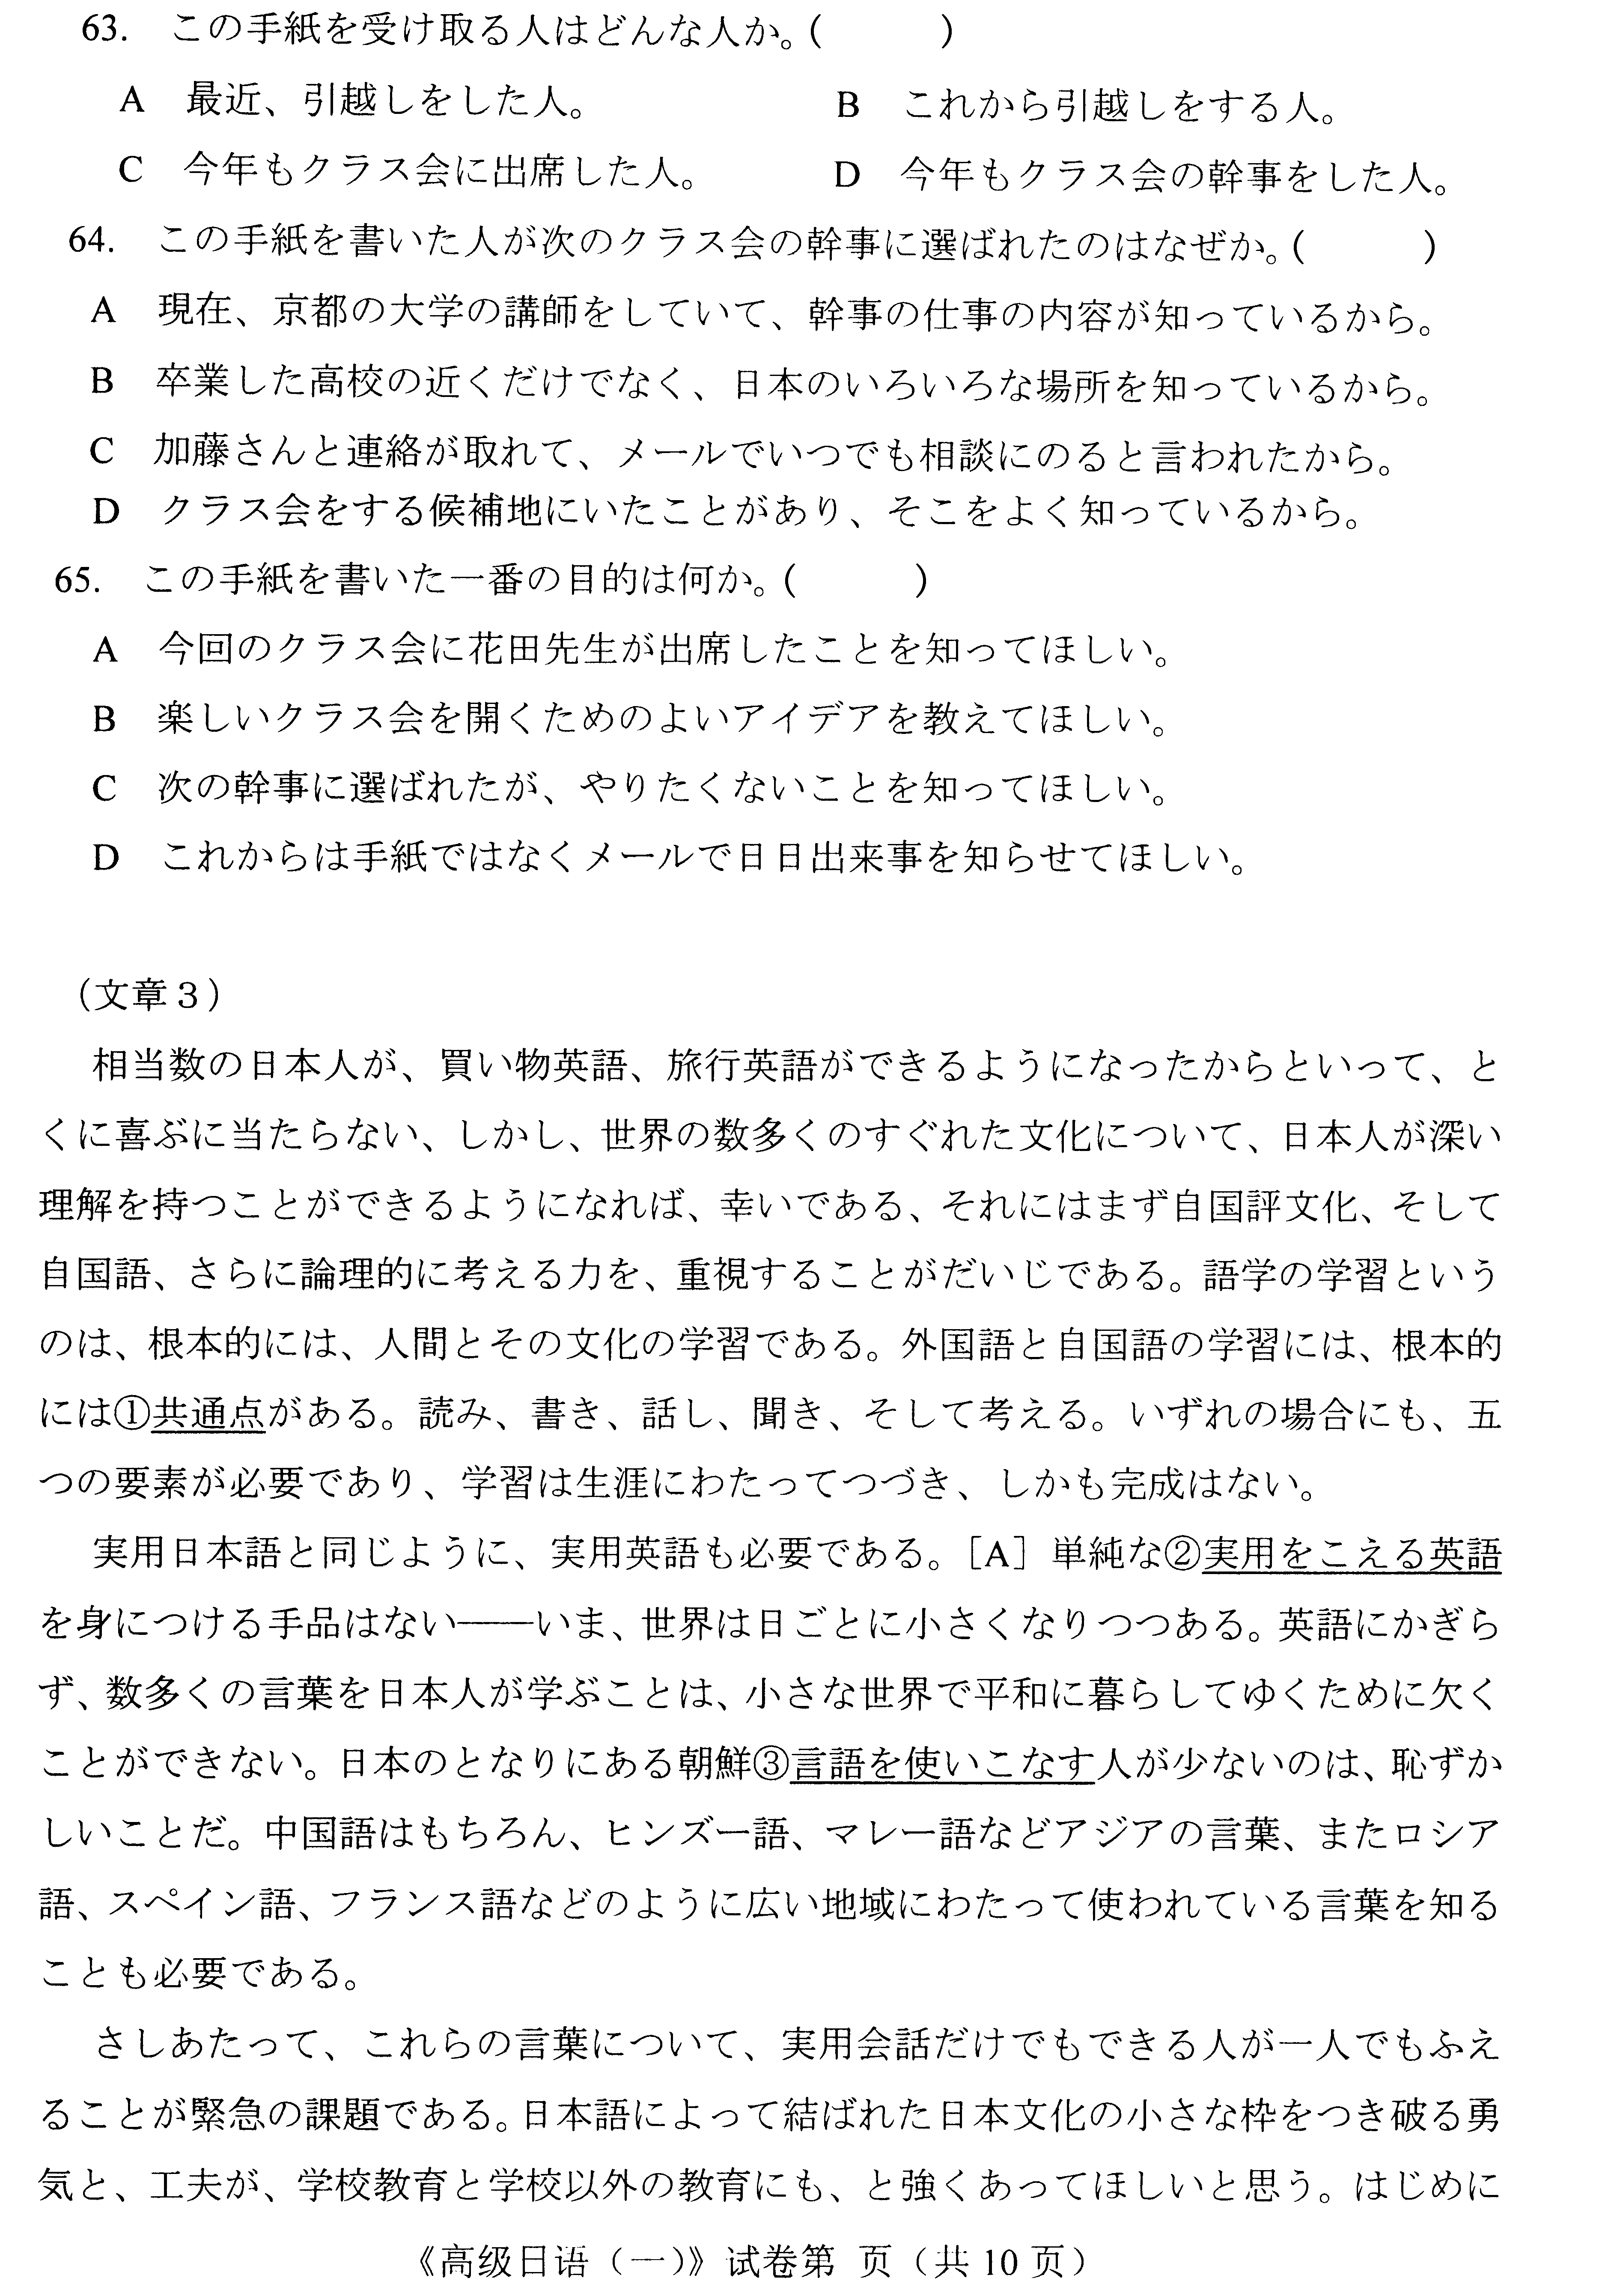 63. この手紙を受け取る人はどんな人か。(　　　)
A　最近、引越しをした人。　B　これから引越しをする人。
C　今年もクラス会に出席した人。　D　今年もクラス会の幹事をした人。
64. この手紙を書いた人が次のクラス会の幹事に選ばれたのはなぜか。(　　　)
A　現在、京都の大学の講師をしていて、幹事の仕事の内容が知っているから。
B　卒業した高校の近くだけでなく、日本のいろいろな場所を知っているから。
C　加藤さんと連絡が取れて、メールでいつでも相談にのると言われたから。
D　クラス会をする候補地にいたことがあり、そこをよく知っているから。
65. この手紙を書いた一番の目的は何か。(　　　)
A　今回のクラス会に花田先生が出席したことを知ってほしい。
B　楽しいクラス会を開くためのよいアイデアを教えてほしい。
C　次の幹事に選ばれたが、やりたくないことを知ってほしい。
D　これからは手紙ではなくメールで日日出来事を知らせてほしい。
（文章３）
相当数の日本人が、買い物英語、旅行英語ができるようになったからといって、と
くに喜ぶに当たらない、しかし、世界の数多くのすぐれた文化について、日本人が深い
理解を持つことができるようになれば、幸いである、それにはまず自国評文化、そして
自国語、さらに論理的に考える力を、重視することがだいじである。語学の学習という
のは、根本的には、人間とその文化の学習である。外国語と自国語の学習には、根本的
には①共通点がある。読み、書き、話し、聞き、そして考える。いずれの場合にも、五
つの要素が必要であり、学習は生涯にわたってつづき、しかも完成はない。
実用日本語と同じように、実用英語も必要である。［A］単純な②実用をこえる英語
を身につける手品はない――いま、世界は日ごとに小さくなりつつある。英語にかぎら
ず、数多くの言葉を日本人が学ぶことは、小さな世界で平和に暮らしてゆくために欠く
ことができない。日本のとなりにある朝鮮③言語を使いこなす人が少ないのは、恥ずか
しいことだ。中国語はもちろん、ヒンズー語、マレー語などアジアの言葉、またロシア
語、スペイン語、フランス語などのように広い地域にわたって使われている言葉を知る
ことも必要である。
さしあたって、これらの言葉について、実用会話だけでもできる人が一人でもふえ
ることが緊急の課題である。日本語によって結ばれた日本文化の小さな枠をつき破る勇
気と、工夫が、学校教育と学校以外の教育にも、と強くあってほしいと思う。はじめに
《高级日语（一）》试卷第 页（共 10 页）